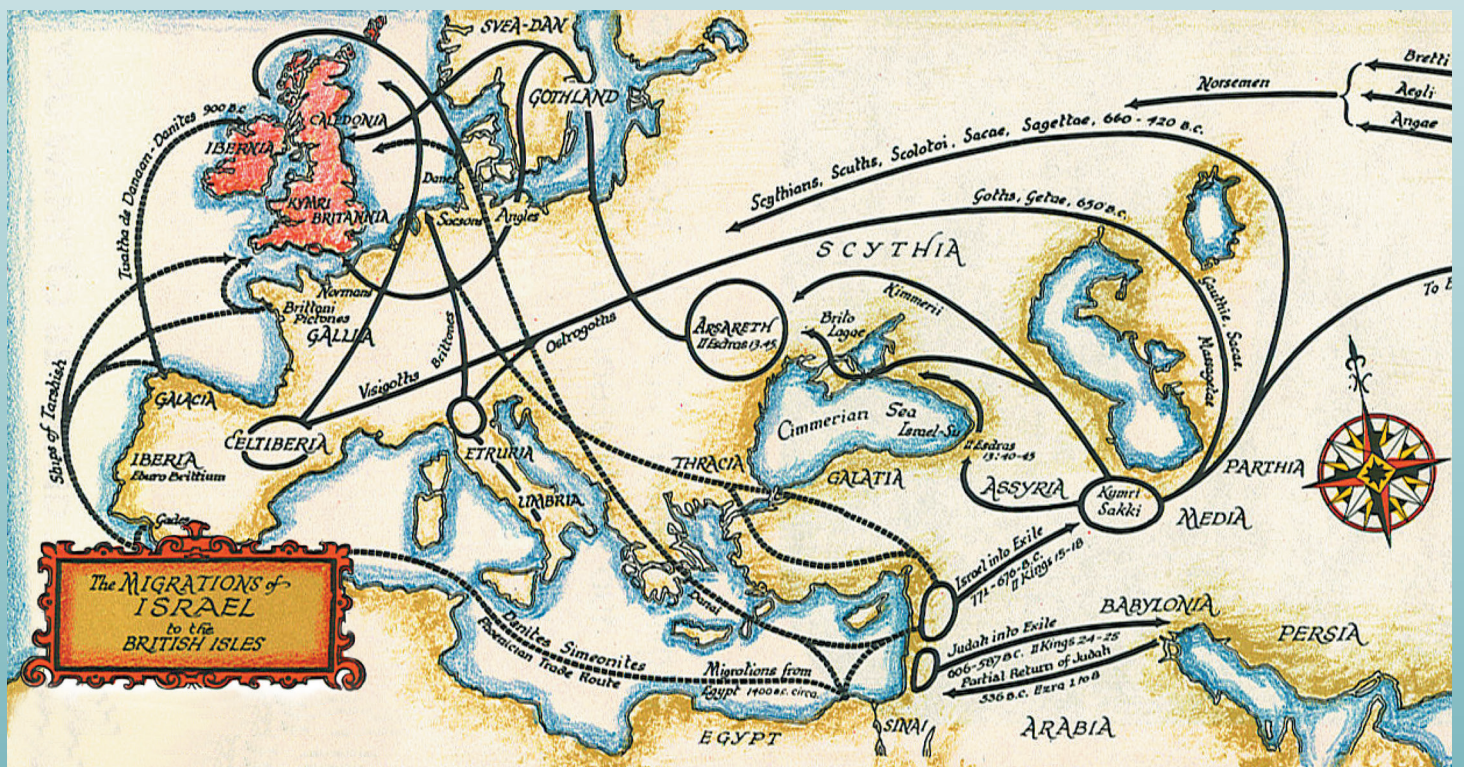 SVEA-DAN
GOTHLAND
Norsemen
Bretti
Aegli
Angae
Tuatha de Danaan - Danites 900 B.C
CALEDONIA
IBERNIA
KYMRI
BRITANNIA
Danes
Socsons
Angles
Scythians, Scuths, Scolotoi, Sacae, Sagettae, 660 - 420 B.C.
Goths, Getae, 650 B.C.
SCYTHIA
Normans
Brittani
Pictones
GALLIA
Visigoths
Brittones
Ostrogoths
ARSARETH
II Esdras 13.45
Kimmerii
Brito
Lagae
Gouthie, Sacae,
Massagetae
To
Ships of Tarshish
GALACIA
CELTIBERIA
IBERIA
Eburo Brittium
Gades
ETRURIA
UMBRIA
THRACIA
Cimmerian Sea
Israel-Su
GALATIA
II Esdras
13:40-45
ASSYRIA
Kymri
Sakki
PARTHIA
MEDIA
The MIGRATIONS of
ISRAEL
to the
BRITISH ISLES
Danites Simeonites
Phoenician Trade Route
Danai
Migrations from
Egypt 1400 B.C. circa.
Israel into Exile
771-676-B.C.
II Kings 15-18
BABYLONIA
PERSIA
Judah into Exile
606-587 B.C. II Kings 24-25
Partial Return of Judah
536 B.C. Ezra 1 to 8
EGYPT
SINAI
ARABIA